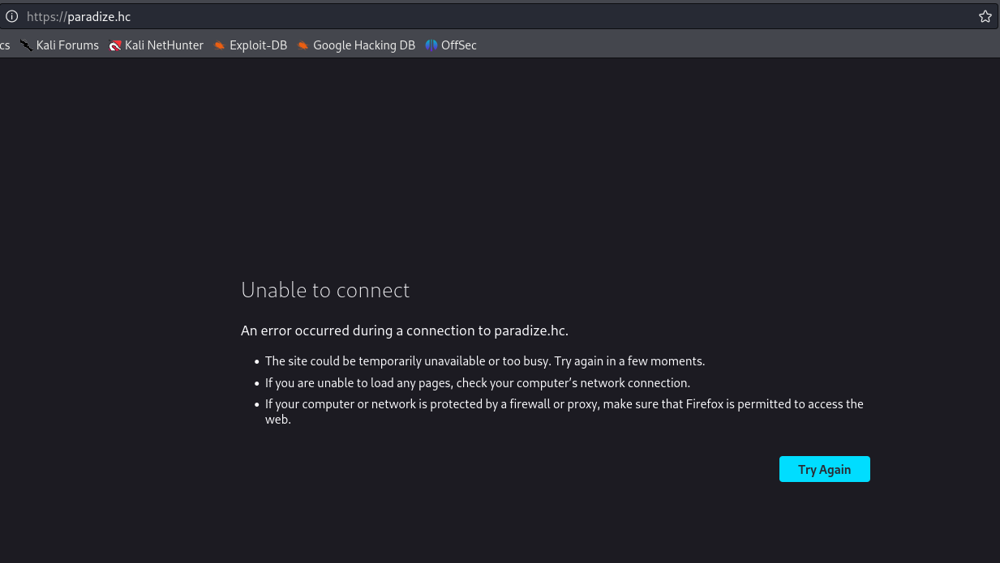 https://paradize.hc
cs Kali Forums Kali NetHunter Exploit-DB Google Hacking DB OffSec
Unable to connect
An error occurred during a connection to paradize.hc.
• The site could be temporarily unavailable or too busy. Try again in a few moments.
• If you are unable to load any pages, check your computer’s network connection.
• If your computer or network is protected by a firewall or proxy, make sure that Firefox is permitted to access the
web.
Try Again